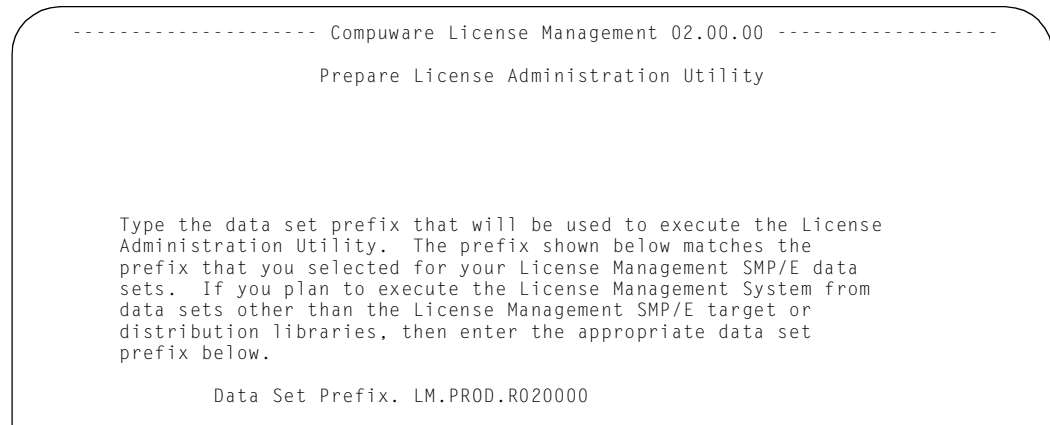 --------------------- Compuware License Management 02.00.00 -------------------
Prepare License Administration Utility
Type the data set prefix that will be used to execute the License
Administration Utility. The prefix shown below matches the
prefix that you selected for your License Management SMP/E data
sets. If you plan to execute the License Management System from
data sets other than the License Management SMP/E target or
distribution libraries, then enter the appropriate data set
prefix below.
Data Set Prefix. LM.PROD.R020000